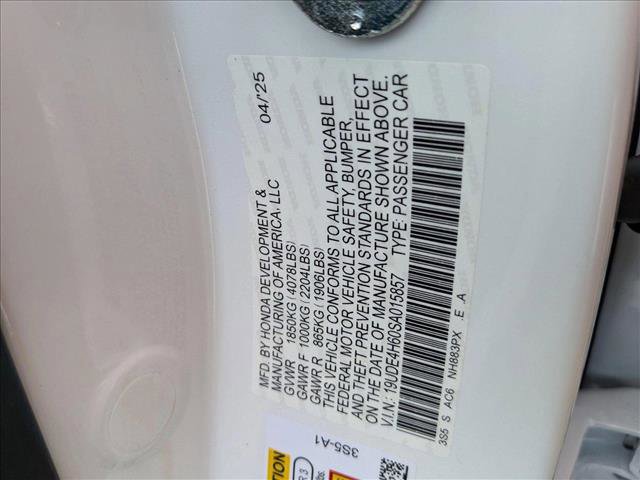 MFD. BY HONDA DEVELOPMENT &
MANUFACTURING OF AMERICA, LLC
04/'25
GVWR 1850KG (4078LBS)
GAWR F 1000KG (2204LBS)
GAWR R 865KG (1906LBS)
THIS VEHICLE CONFORMS TO ALL APPLICABLE
FEDERAL MOTOR VEHICLE SAFETY, BUMPER,
AND THEFT PREVENTION STANDARDS IN EFFECT
ON THE DATE OF MANUFACTURE SHOWN ABOVE.
V.I.N.: 19UDE4H60SA015857 TYPE: PASSENGER CAR
3S5 S AC6 NH883PX .E .A
3S5-A1